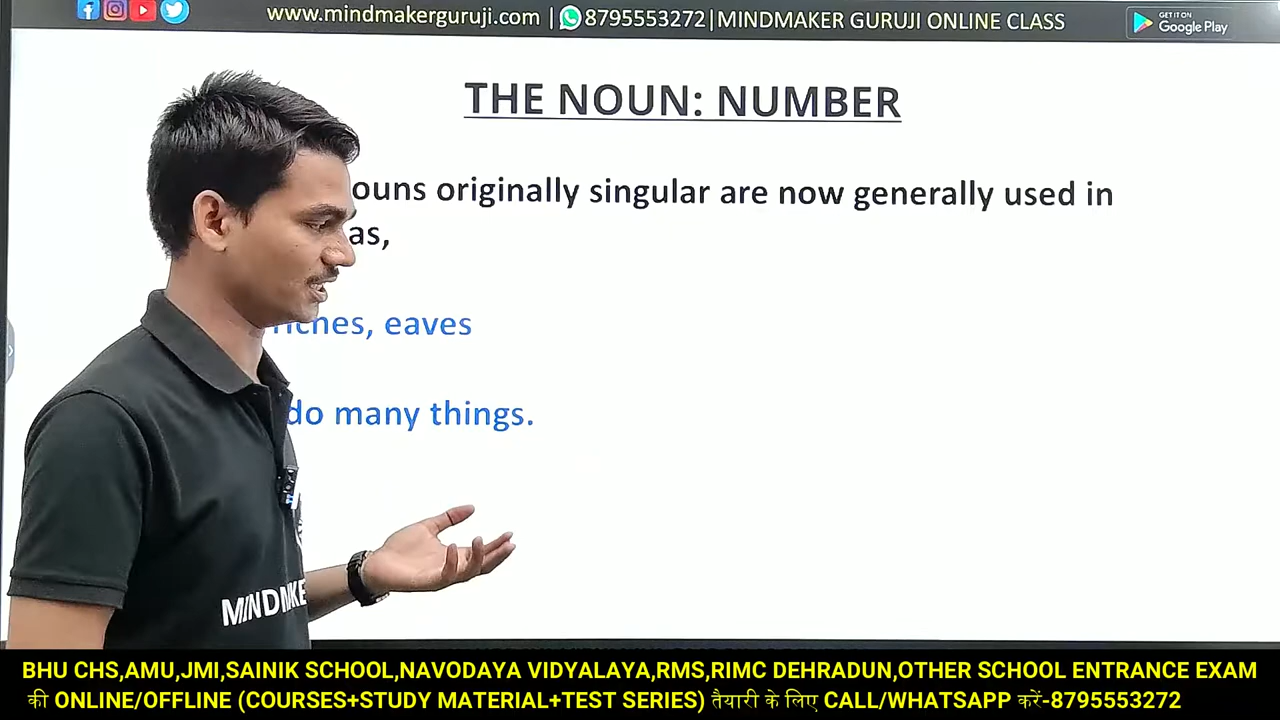 www.mindmakerguruji.com | 8795553272|MINDMAKER GURUJI ONLINE CLASS
GET IT ON
Google Play
THE NOUN: NUMBER
originally singular are now generally used in
as,
eaves
do many things.
BHU CHS,AMU,JMI,SAINIK SCHOOL,NAVODAYA VIDYALAYA,RMS,RIMC DEHRADUN,OTHER SCHOOL ENTRANCE EXAM
की ONLINE/OFFLINE (COURSES+STUDY MATERIAL+TEST SERIES) तैयारी के लिए CALL/WHATSAPP करें-8795553272